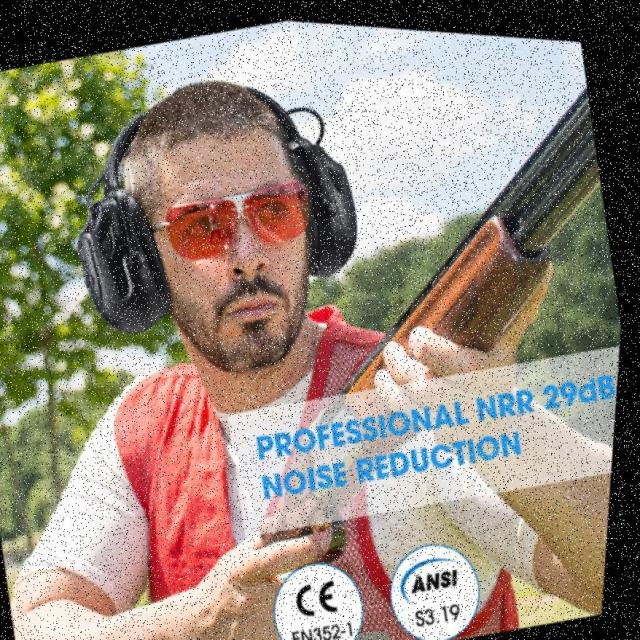 PROFESSIONAL NRR 29dB
NOISE REDUCTION
CE
EN352-1
ANSI
S3.19